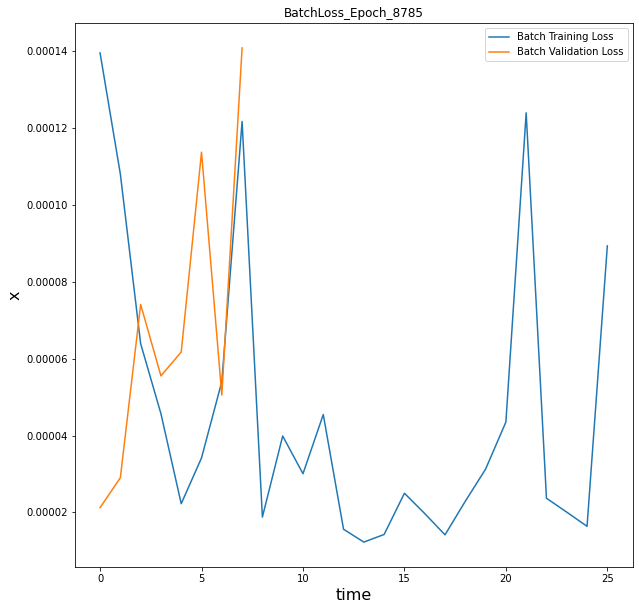 BatchLoss_Epoch_8785
Batch Training Loss
Batch Validation Loss
0.00014
0.00012
0.00010
0.00008
0.00006
0.00004
0.00002
x
0 5 10 15 20 25
time